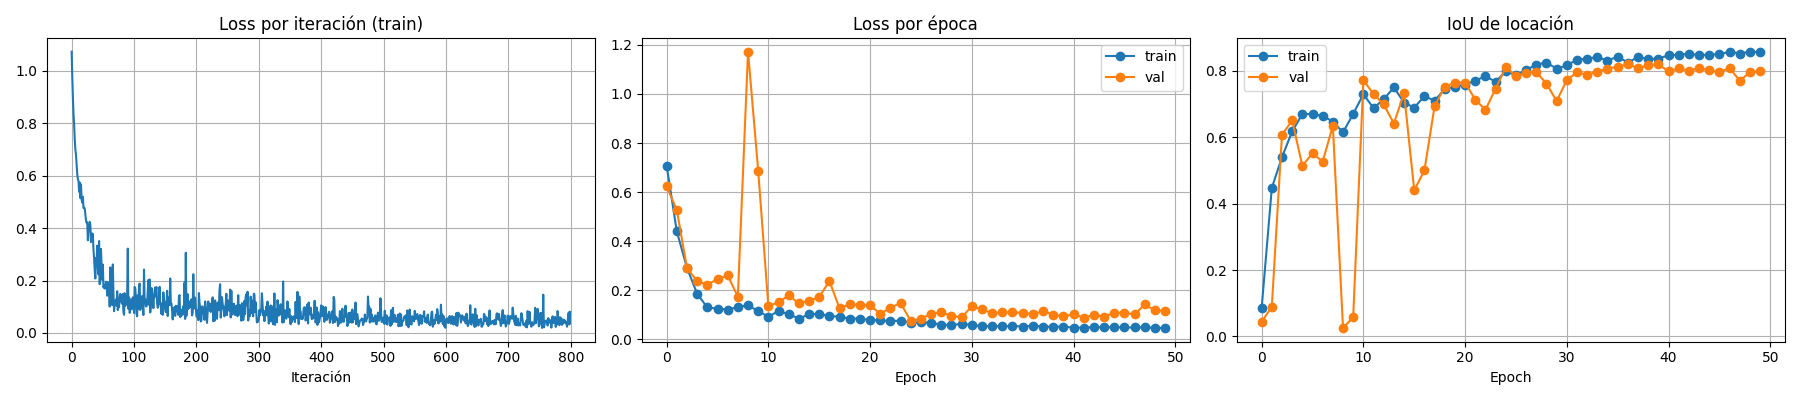 Loss por iteración (train)
1.0
0.8
0.6
0.4
0.2
0.0
0 100 200 300 400 500 600 700 800
Iteración
Loss por época
train
val
1.2
1.0
0.8
0.6
0.4
0.2
0.0
0 10 20 30 40 50
Epoch
IoU de locación
train
val
0.8
0.6
0.4
0.2
0.0
0 10 20 30 40 50
Epoch